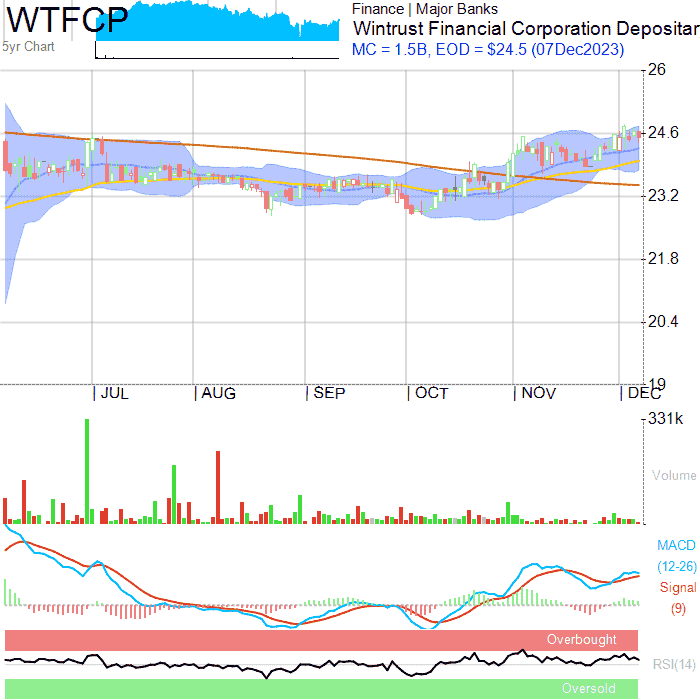 WTFCP
5yr Chart
Finance | Major Banks
Wintrust Financial Corporation Depositar
MC = 1.5B, EOD = $24.5 (07Dec2023)
26
24.6
23.2
21.8
20.4
19
JUL AUG SEP OCT NOV DEC
331k
Volume
MACD
(12-26)
Signal
(9)
Overbought
RSI(14)
Oversold